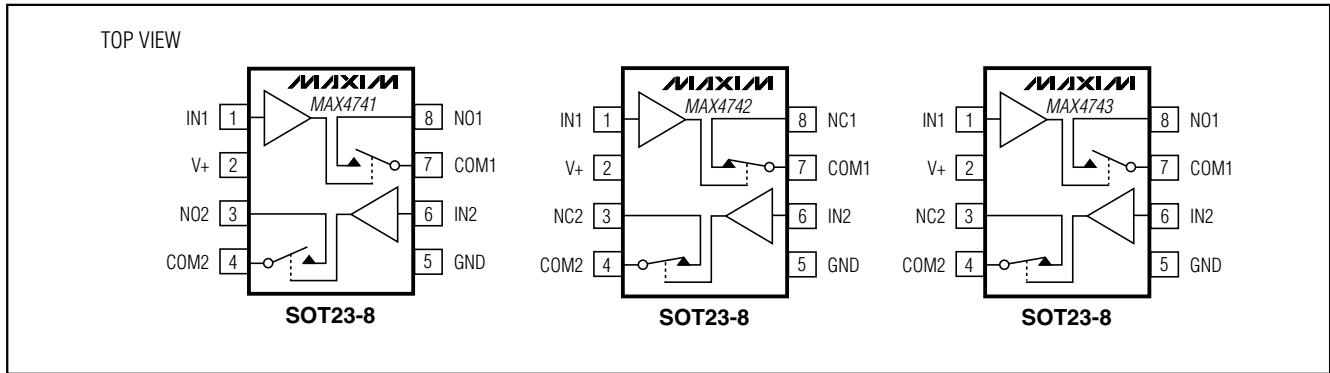 TOP VIEW
MAXIM
MAX4741
IN1 1
8 NO1
V+ 2
7 COM1
NO2 3
6 IN2
COM2 4
5 GND
SOT23-8
MAXIM
MAX4742
IN1 1
8 NC1
V+ 2
7 COM1
NC2 3
6 IN2
COM2 4
5 GND
SOT23-8
MAXIM
MAX4743
IN1 1
8 NO1
V+ 2
7 COM1
NC2 3
6 IN2
COM2 4
5 GND
SOT23-8